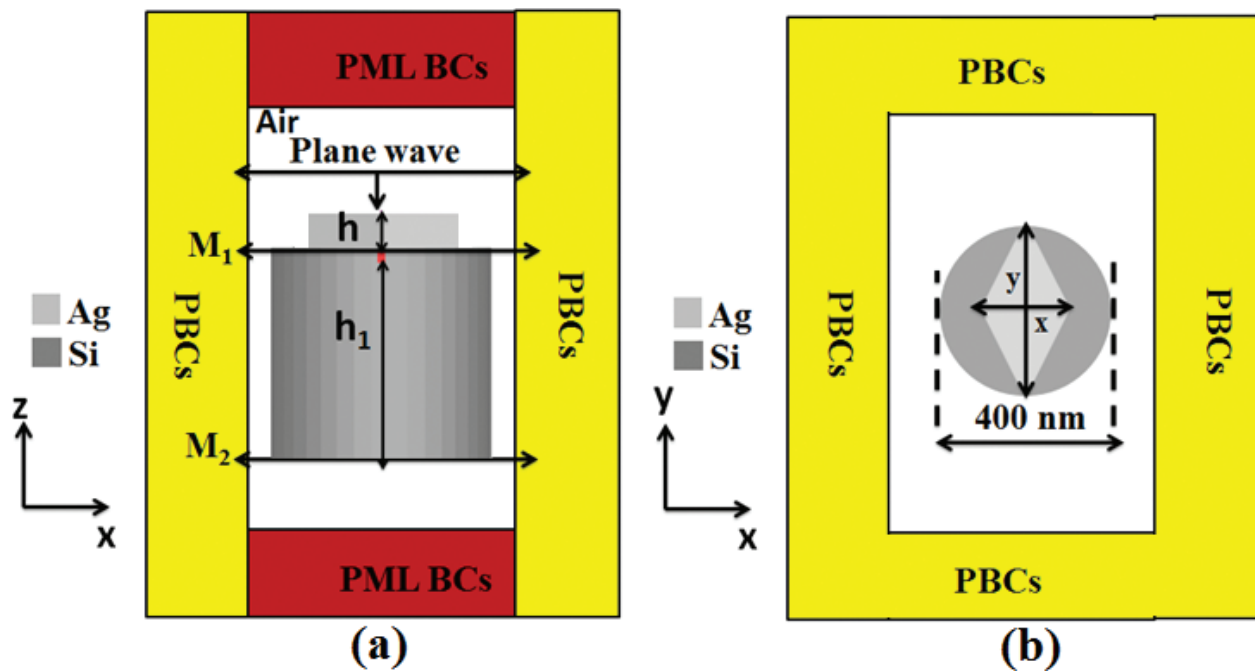 PML BCs
Air
Plane wave
h
M₁
PBCs
PBCs
Ag
Si
h₁
z
M₂
x
PML BCs
(a)
PBCs
PBCs
PBCs
y
x
Ag
Si
400 nm
y
x
PBCs
(b)